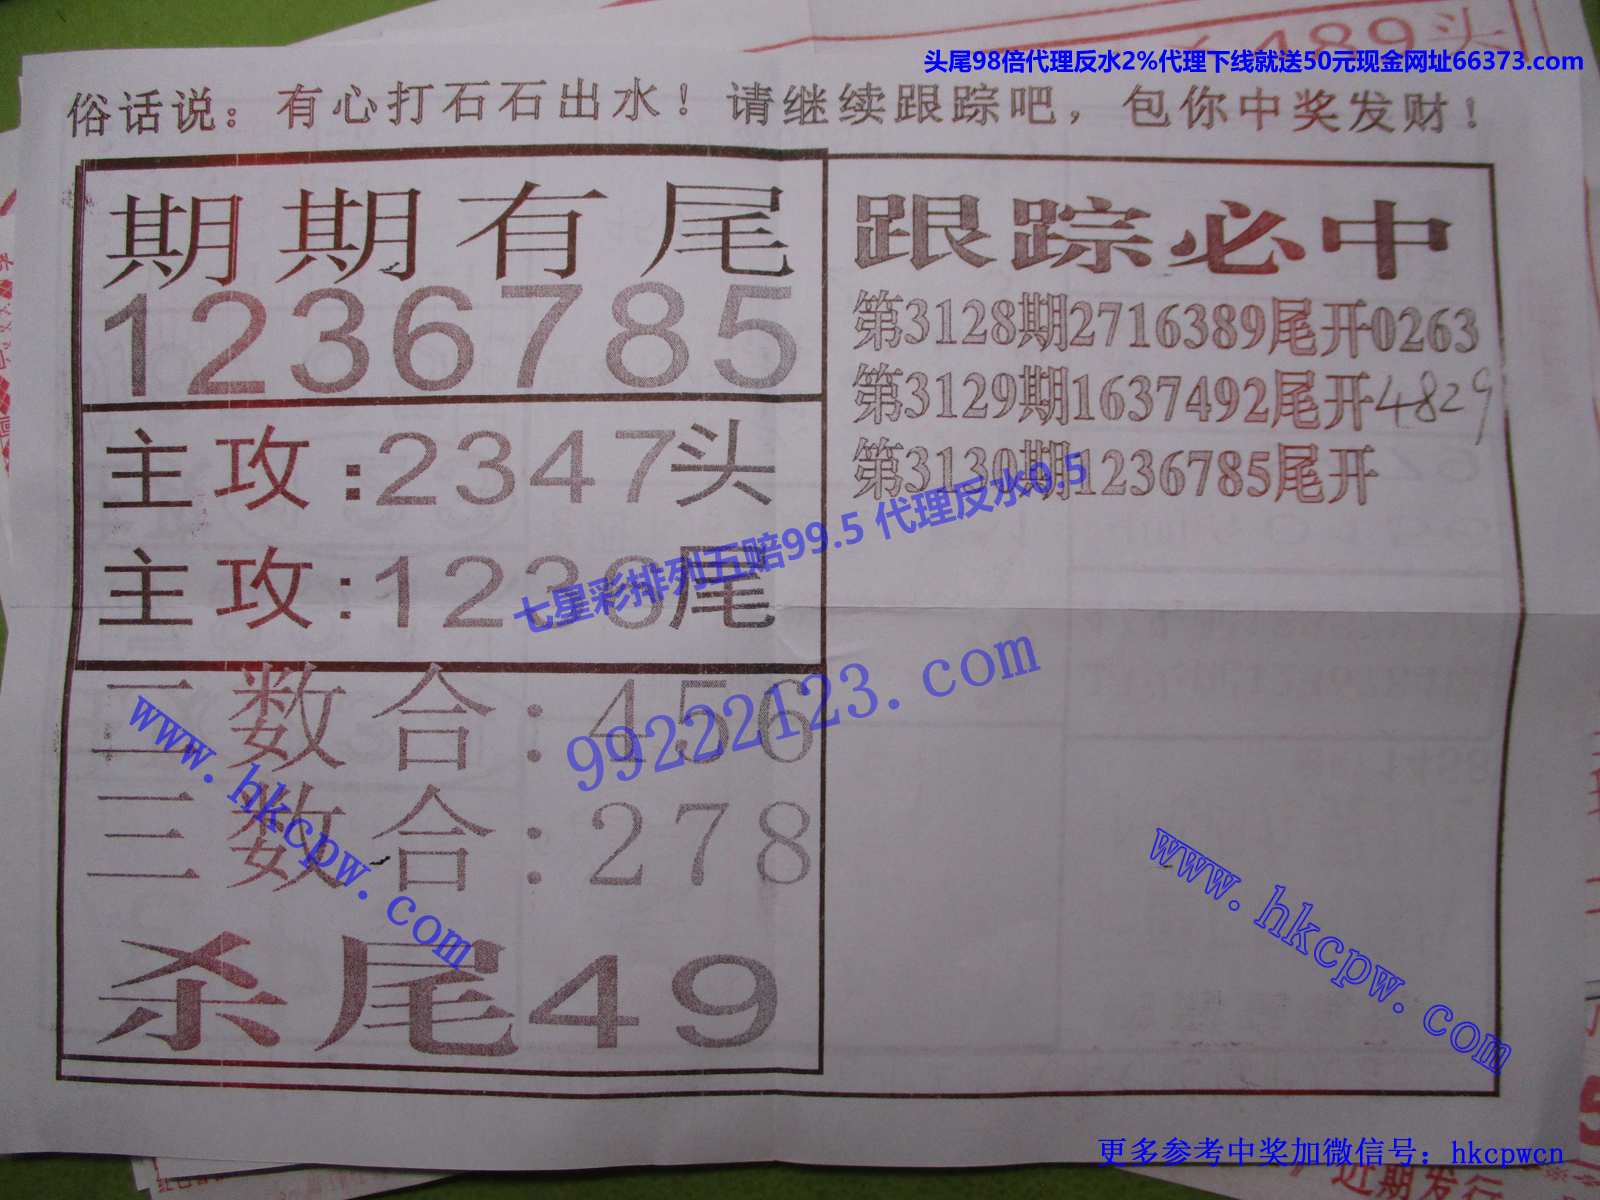 489头
头尾98倍代理反水2%代理下线就送50元现金网址66373.com
俗话说：有心打石石出水！请继续跟踪吧，包你中奖发财！
期期有尾
1236785
主攻:2347头
主攻:1236尾
二数合:456
三数合:278
杀尾49
跟踪必中
第3128期2716389尾开0263
第3129期1637492尾开4829
第3130期1236785尾开
七星彩排列五赔99.5 代理反水0.5
99222123.com
www.hkcpw.com
www.hkcpw.com
更多参考中奖加微信号：hkcpwcn
近期发行